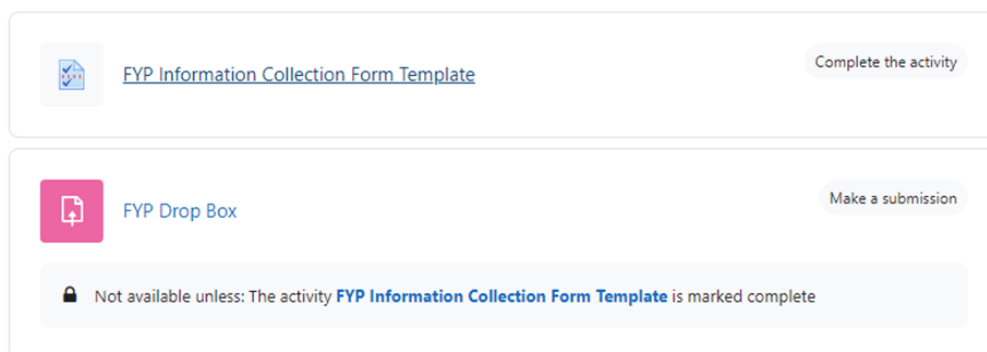 FYP Information Collection Form Template
Complete the activity
FYP Drop Box
Make a submission
Not available unless: The activity FYP Information Collection Form Template is marked complete